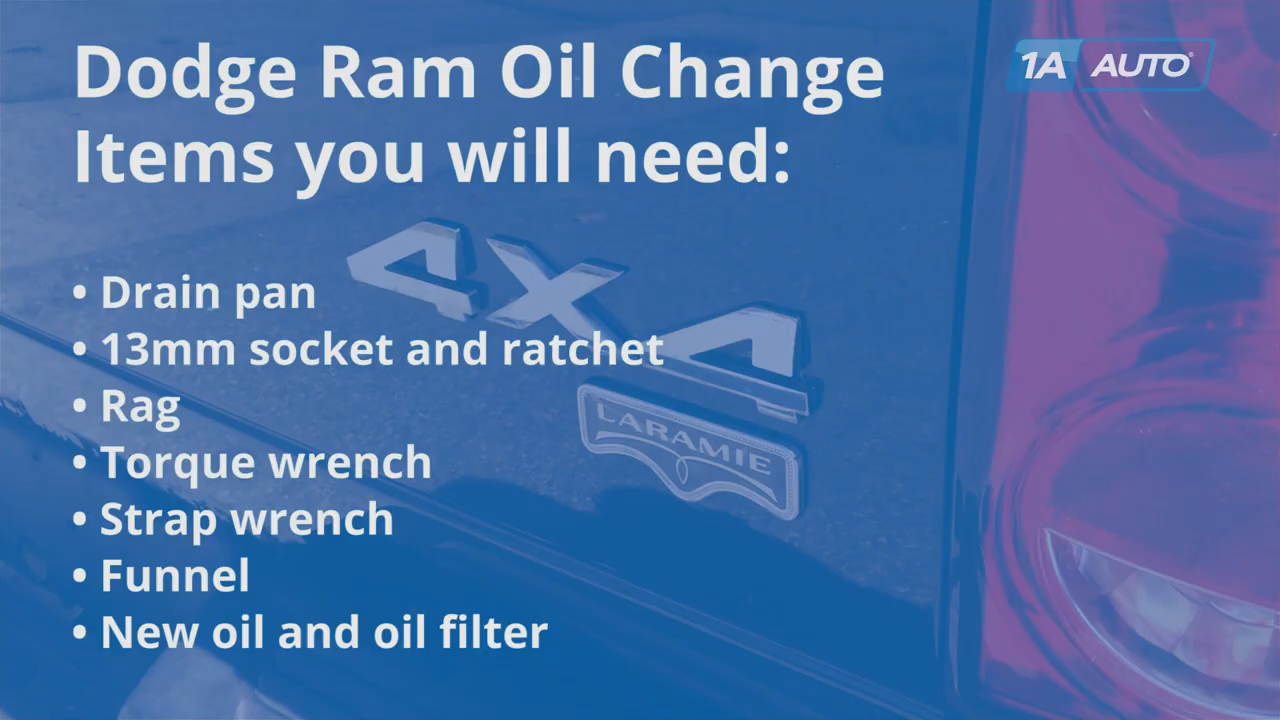 Dodge Ram Oil Change
Items you will need:
1A AUTO®
• Drain pan
• 13mm socket and ratchet
• Rag
• Torque wrench
• Strap wrench
• Funnel
• New oil and oil filter
4X4
LARAMIE